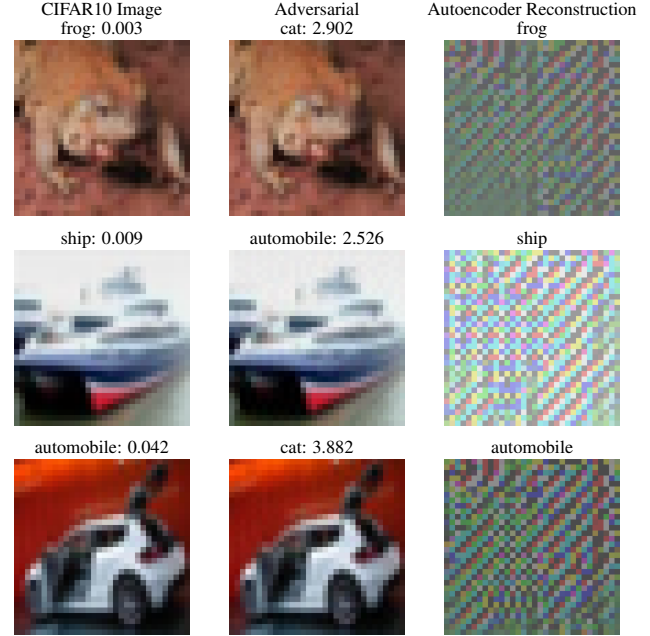 CIFAR10 Image
frog: 0.003
Adversarial
cat: 2.902
Autoencoder Reconstruction
frog
ship: 0.009
automobile: 2.526
ship
automobile: 0.042
cat: 3.882
automobile